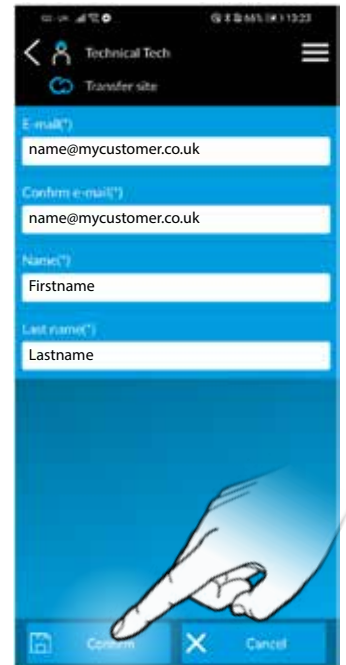 Technical Tech
Transfer site
E-mail(*)
name@mycustomer.co.uk
Confirm e-mail(*)
name@mycustomer.co.uk
Name(*)
Firstname
Last name(*)
Lastname
Confirm
Cancel